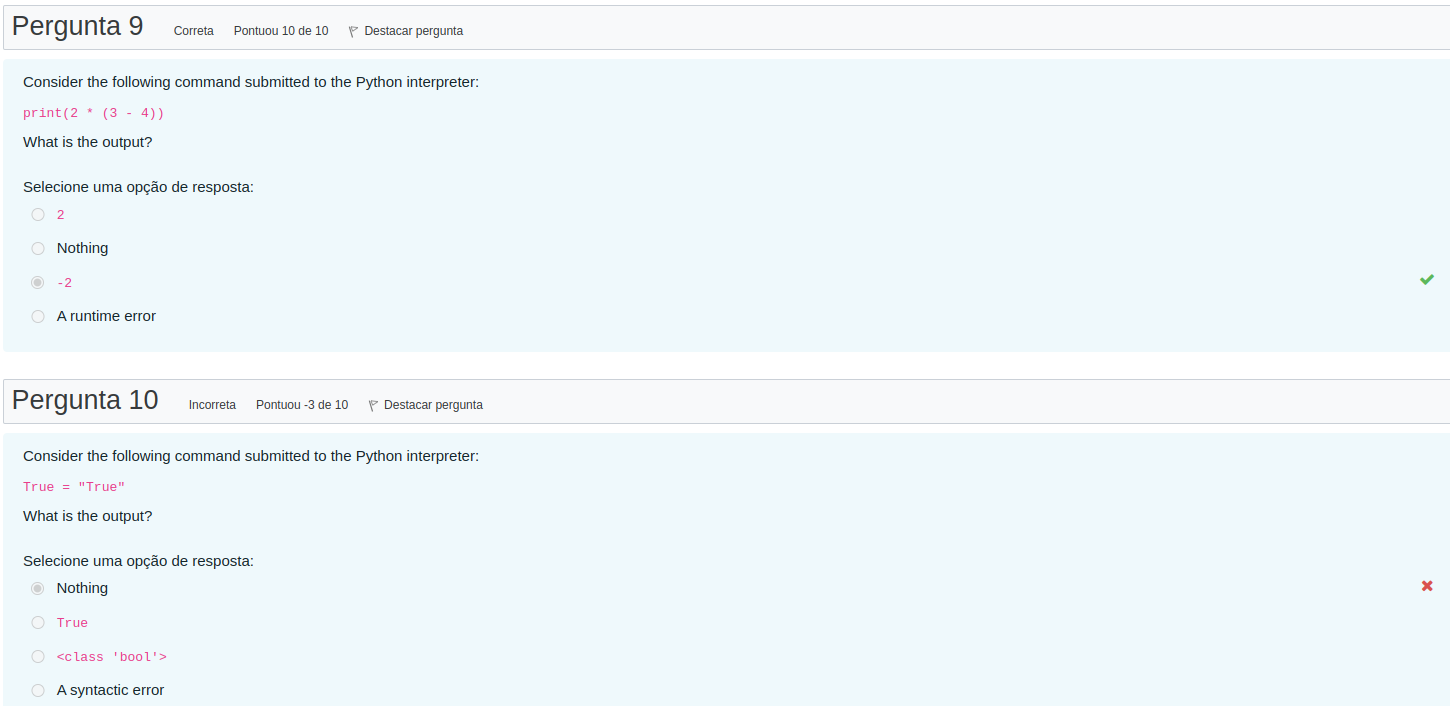 Pergunta 9 Correta Pontuou 10 de 10 Destacar pergunta
Consider the following command submitted to the Python interpreter:
print(2 * (3 - 4))
What is the output?
Selecione uma opção de resposta:
2
Nothing
-2
A runtime error
Pergunta 10 Incorreta Pontuou -3 de 10 Destacar pergunta
Consider the following command submitted to the Python interpreter:
True = "True"
What is the output?
Selecione uma opção de resposta:
Nothing
True
<class 'bool'>
A syntactic error